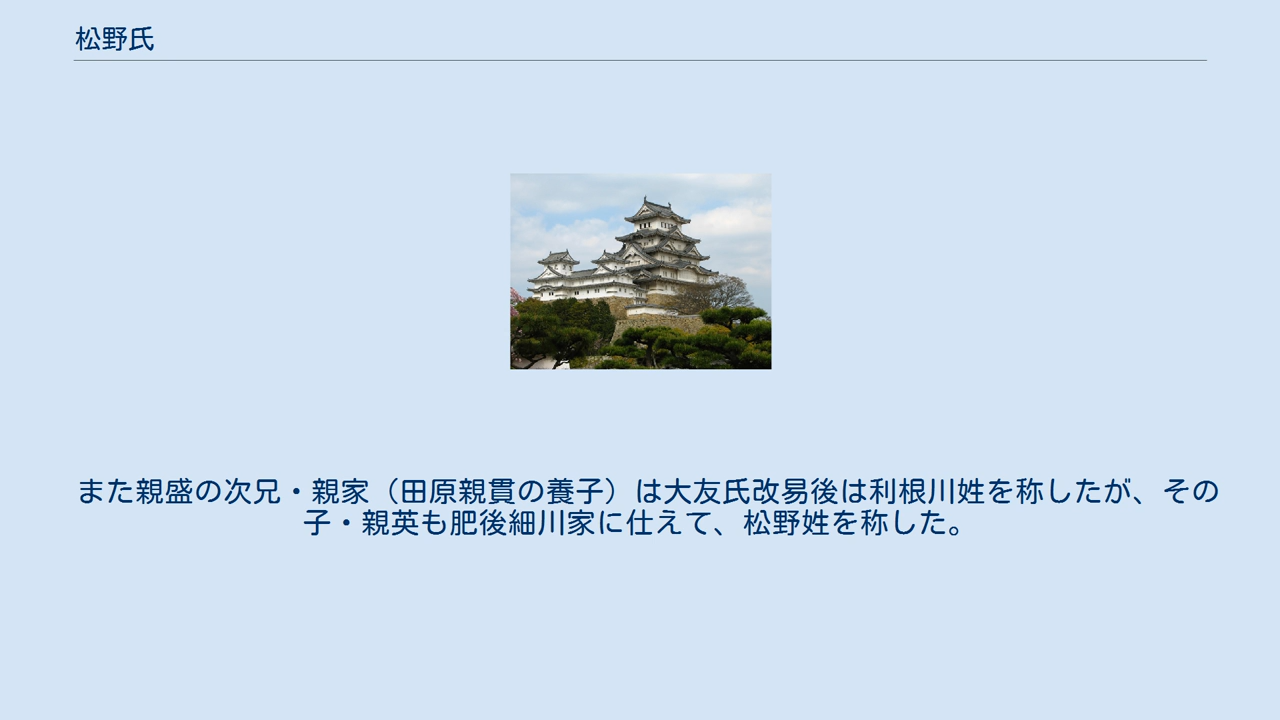 松野氏
また親盛の次兄・親家（田原親貫の養子）は大友氏改易後は利根川姓を称したが、その
子・親英も肥後細川家に仕えて、松野姓を称した。